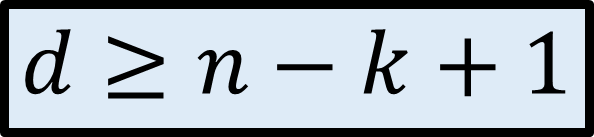 d ≥ n − k + 1